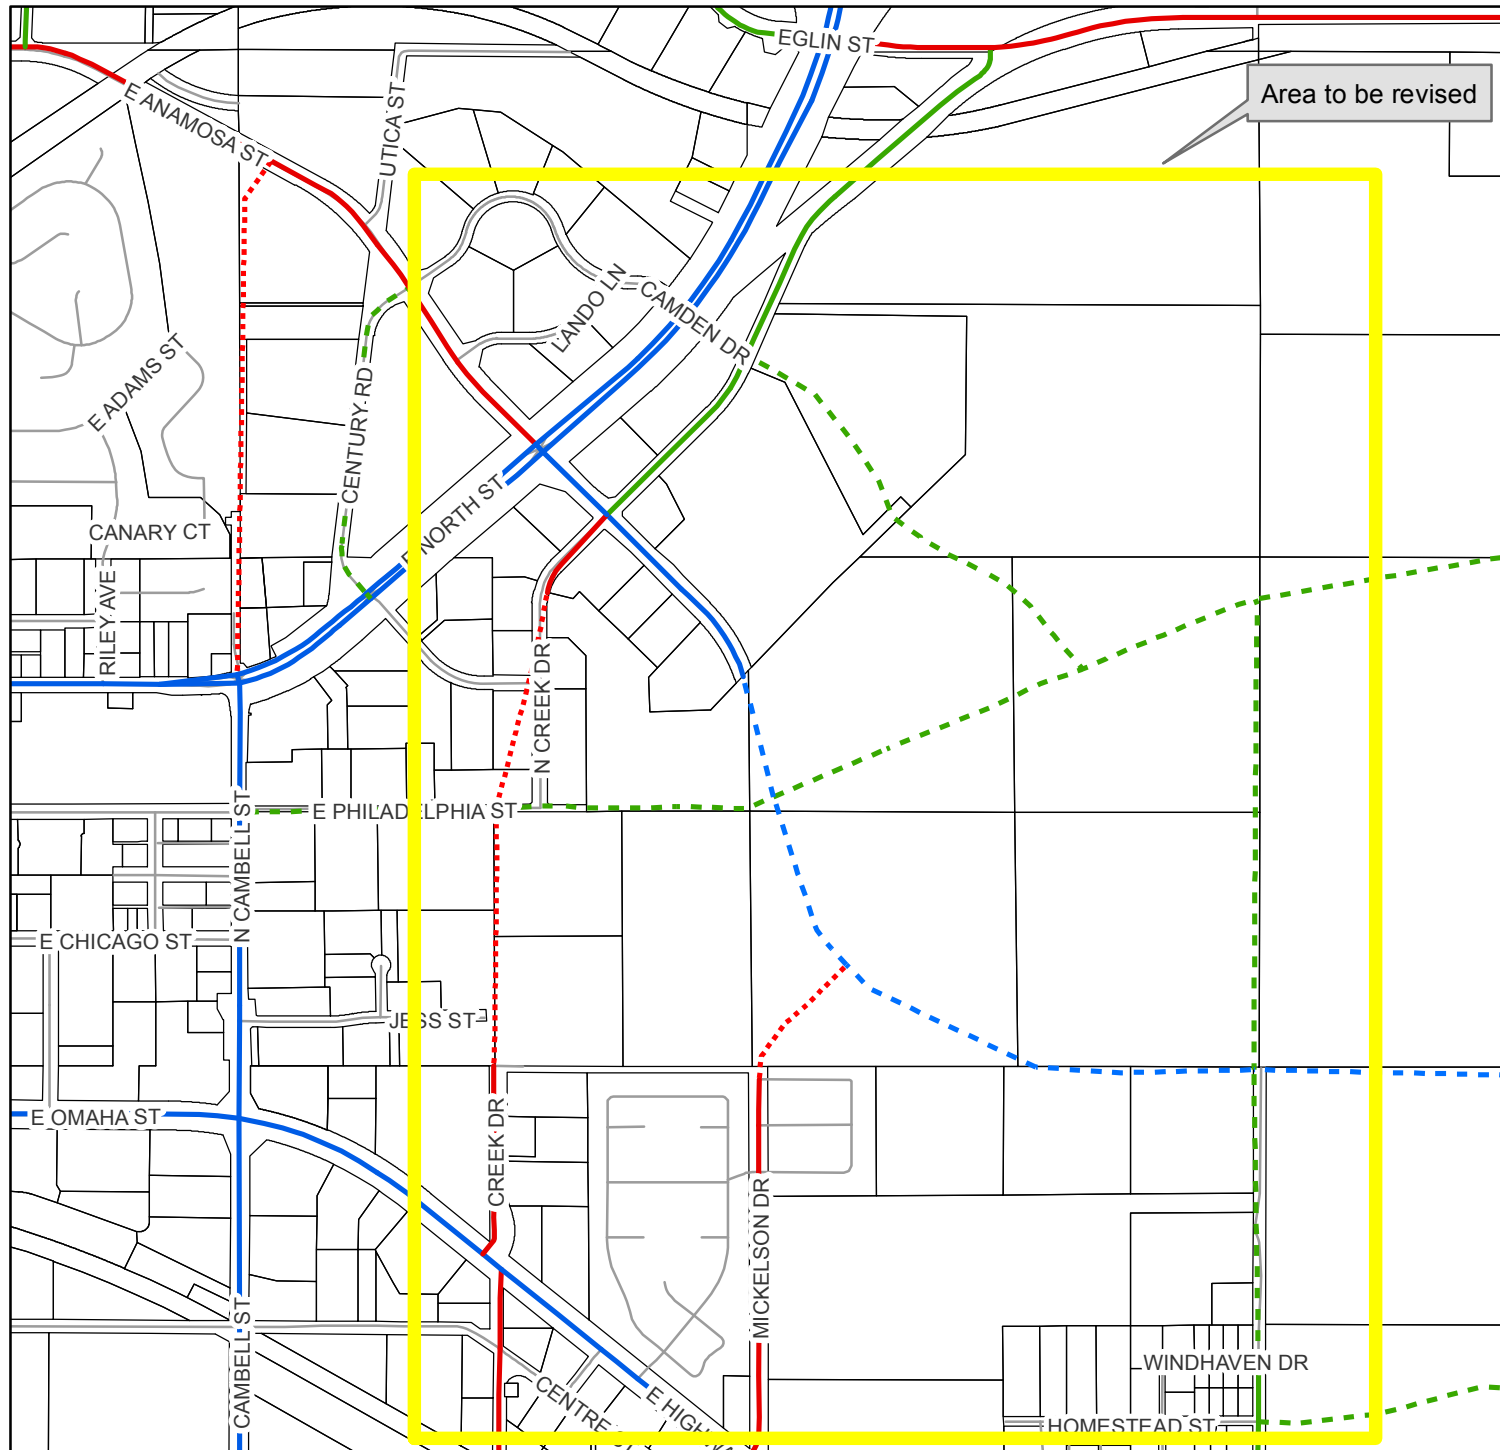 EGLIN ST
Area to be revised
E ANAMOSA ST
UTICA ST
LANDO LN
CAMDEN DR
E ADAMS ST
CENTURY RD
E NORTH ST
CANARY CT
RILEY AVE
N CREEK DR
E PHILADELPHIA ST
N CAMBELL ST
E CHICAGO ST
JESS ST
E OMAHA ST
CREEK DR
MICKELSON DR
CAMBELL ST
WINDHAVEN DR
CENTRE
E HIGHW
HOMESTEAD ST